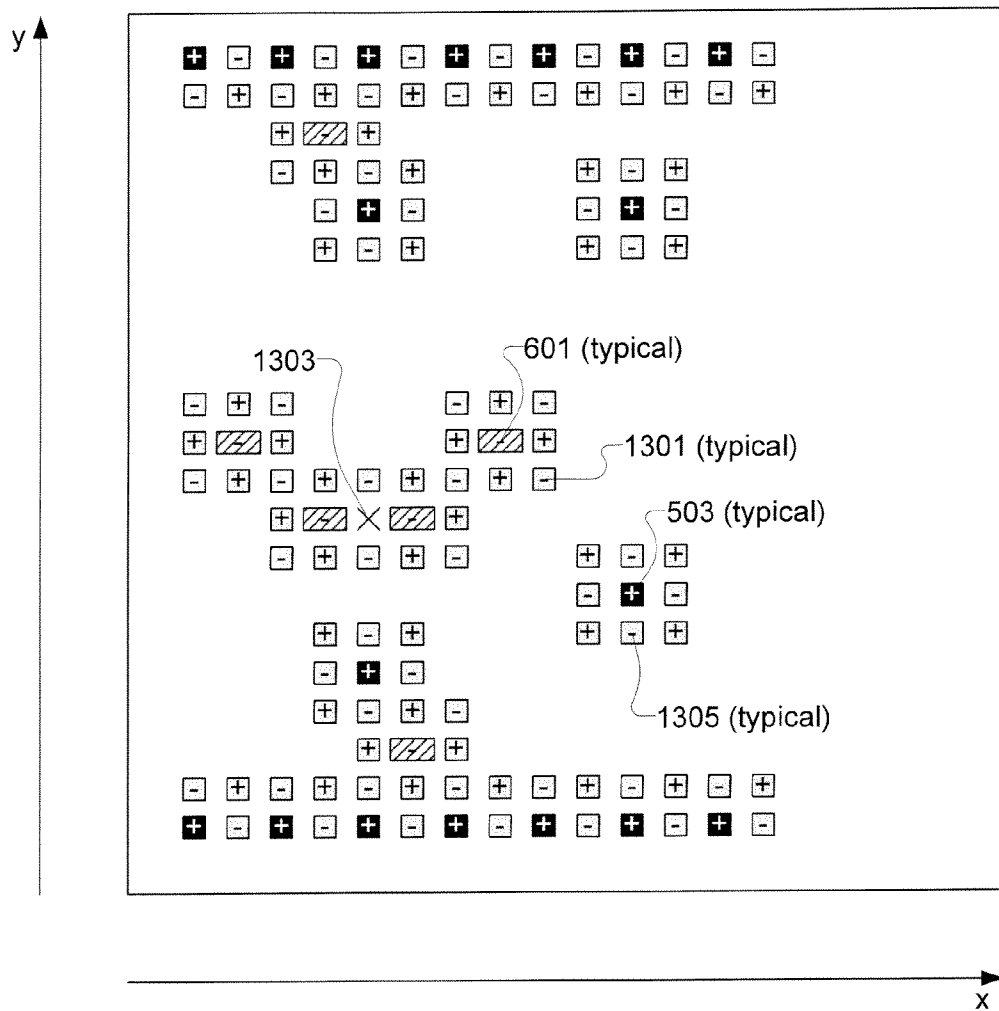 y
+ - + - + - + - + - + - + -
- + - + - + - + - + - + - +
+ - +
- + - + + - +
- + - - + -
+ - + + - +
601 (typical)
1303
- + - - + -
+ - + + - +
1301 (typical)
- + - + - + - + -
503 (typical)
+ - - +
- + - + - + - +
- + -
+ - + + - +
- + -
1305 (typical)
+ - + -
+ - +
- + - + - + - + - + - + - +
+ - + - + - + - + - + - + -
x